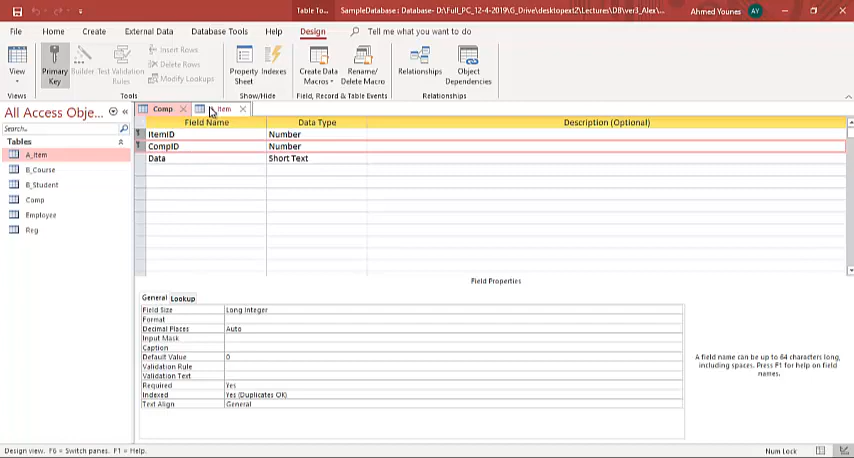 Table To... SampleDatabase : Database- D:\Full_PC_12-4-2019\G_Drive\desktopext2\Lectures\DB\ver3_Alex\... Ahmed Younes AY
File Home Create External Data Database Tools Help Design Tell me what you want to do
View Primary Key Builder Test Validation Rules Insert Rows Delete Rows Modify Lookups Property Sheet Indexes Create Data Macros Rename/ Delete Macro Relationships Object Dependencies
Views Tools Show/Hide Field, Record & Table Events Relationships
All Access Obje... «
Search...
Tables
A_Item
B_Course
B_Student
Comp
Employee
Reg
Comp Item
Field Name Data Type Description (Optional)
ItemID Number
CompID Number
Data Short Text
Field Properties
General Lookup
Field Size Long Integer
Format
Decimal Places Auto
Input Mask
Caption
Default Value 0
Validation Rule
Validation Text
Required Yes
Indexed Yes (Duplicates OK)
Text Align General
A field name can be up to 64 characters long,
including spaces. Press F1 for help on field
names.
Design view. F6 = Switch panes. F1 = Help. Num Lock